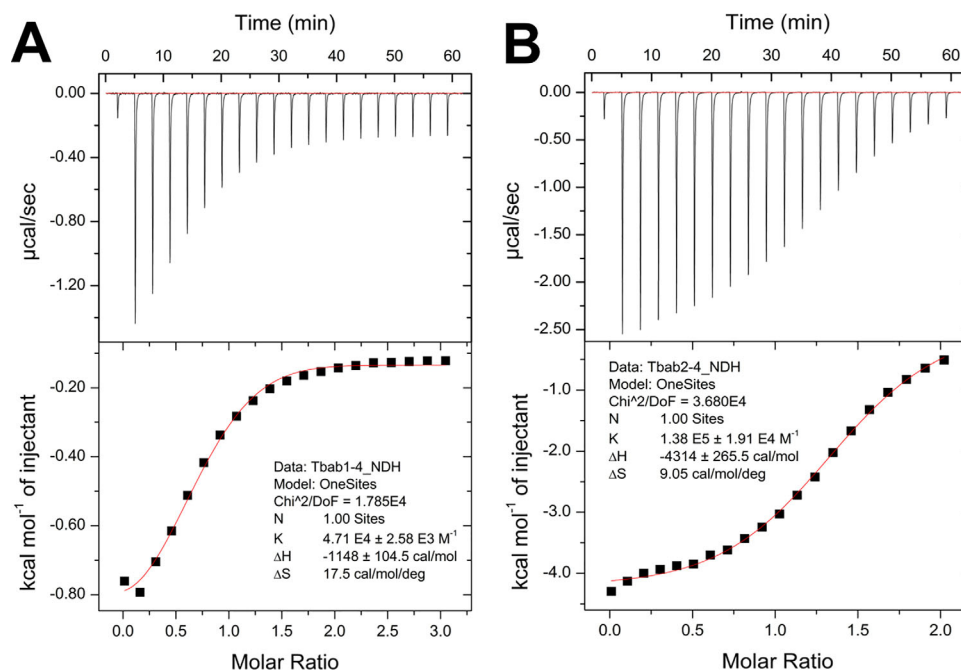 A
Time (min)
0 10 20 30 40 50 60
0.00
-0.40
-0.80
-1.20
µcal/sec
-0.20
-0.40
-0.60
-0.80
kcal mol⁻¹ of injectant
Data: Tbab1-4_NDH
Model: OneSites
Chi^2/DoF = 1.785E4
N 1.00 Sites
K 4.71 E4 ± 2.58 E3 M⁻¹
ΔH -1148 ± 104.5 cal/mol
ΔS 17.5 cal/mol/deg
0.0 0.5 1.0 1.5 2.0 2.5 3.0
Molar Ratio
B
Time (min)
0 10 20 30 40 50 60
0.00
-0.50
-1.00
-1.50
-2.00
-2.50
µcal/sec
-1.0
-2.0
-3.0
-4.0
kcal mol⁻¹ of injectant
Data: Tbab2-4_NDH
Model: OneSites
Chi^2/DoF = 3.680E4
N 1.00 Sites
K 1.38 E5 ± 1.91 E4 M⁻¹
ΔH -4314 ± 265.5 cal/mol
ΔS 9.05 cal/mol/deg
0.0 0.5 1.0 1.5 2.0
Molar Ratio